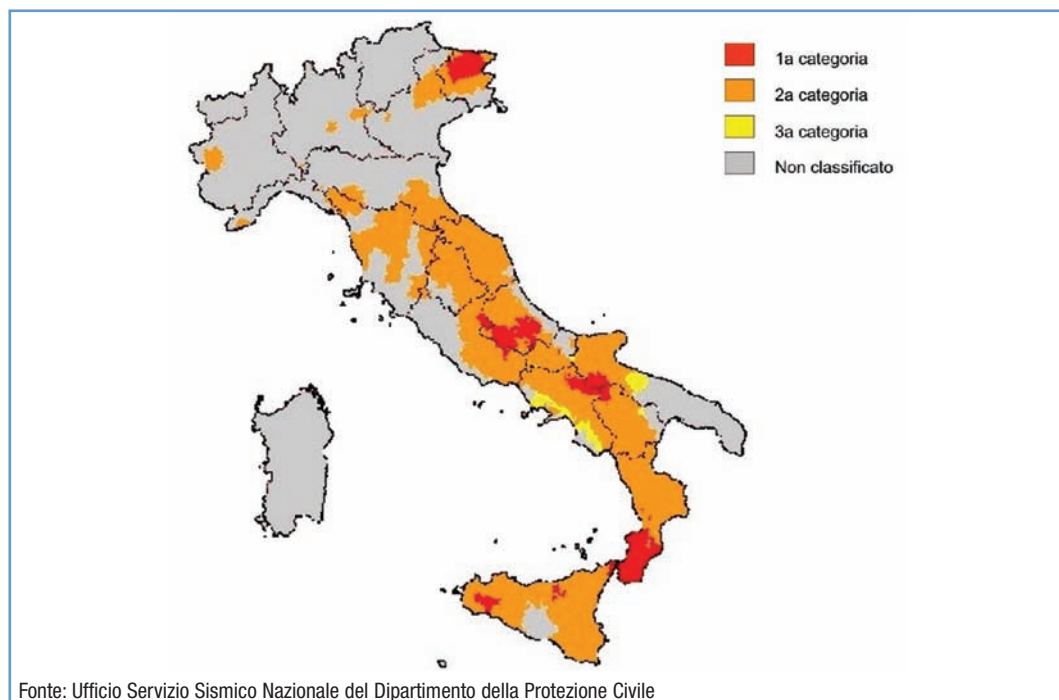 1a categoria
2a categoria
3a categoria
Non classificato
Fonte: Ufficio Servizio Sismico Nazionale del Dipartimento della Protezione Civile